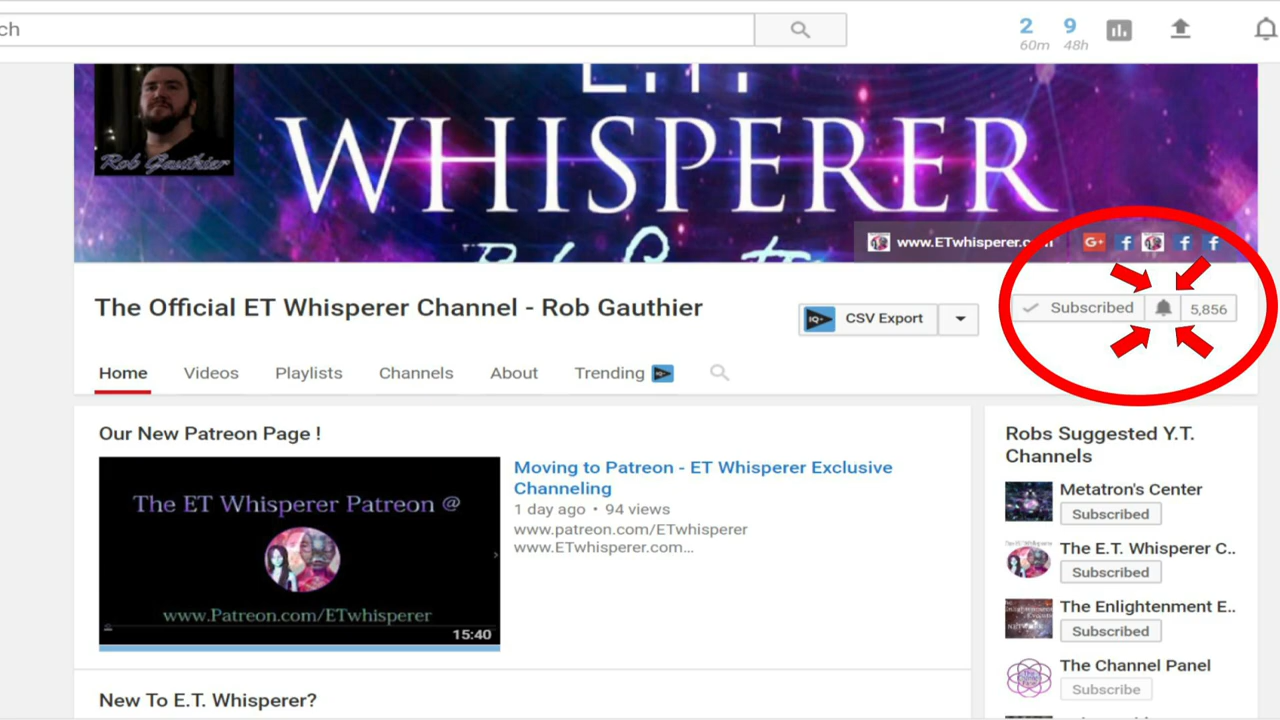 ch
2
60m
9
48h
E.T.
WHISPERER
Rob Gauthier
www.ETwhisperer.com
G+ f f f
The Official ET Whisperer Channel - Rob Gauthier
IQ+ CSV Export
Subscribed 5,856
Home Videos Playlists Channels About Trending IQ+
Our New Patreon Page !
The ET Whisperer Patreon @
www.Patreon.com/ETwhisperer
15:40
Moving to Patreon - ET Whisperer Exclusive
Channeling
1 day ago • 94 views
www.patreon.com/ETwhisperer
www.ETwhisperer.com...
New To E.T. Whisperer?
Robs Suggested Y.T.
Channels
Metatron's Center
Subscribed
The E.T. Whisperer C..
Subscribed
The Enlightenment E..
Subscribed
The Channel Panel
Subscribe